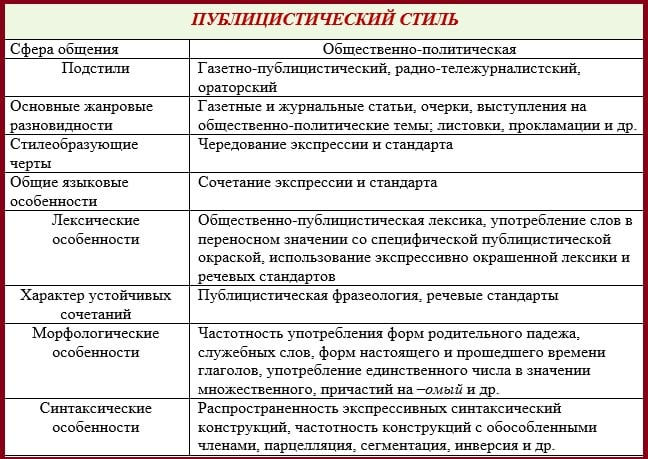 ПУБЛИЦИСТИЧЕСКИЙ СТИЛЬ
Сфера общения
Общественно-политическая
Подстили
Газетно-публицистический, радио-тележурналистский,
ораторский
Основные жанровые
разновидности
Газетные и журнальные статьи, очерки, выступления на
общественно-политические темы; листовки, прокламации и др.
Стилеобразующие
черты
Чередование экспрессии и стандарта
Общие языковые
особенности
Сочетание экспрессии и стандарта
Лексические
особенности
Общественно-публицистическая лексика, употребление слов в
переносном значении со специфической публицистической
окраской, использование экспрессивно окрашенной лексики и
речевых стандартов
Характер устойчивых
сочетаний
Публицистическая фразеология, речевые стандарты
Морфологические
особенности
Частотность употребления форм родительного падежа,
служебных слов, форм настоящего и прошедшего времени
глаголов, употребление единственного числа в значении
множественного, причастий на –омый и др.
Синтаксические
особенности
Распространенность экспрессивных синтаксический
конструкций, частотность конструкций с обособленными
членами, парцелляция, сегментация, инверсия и др.